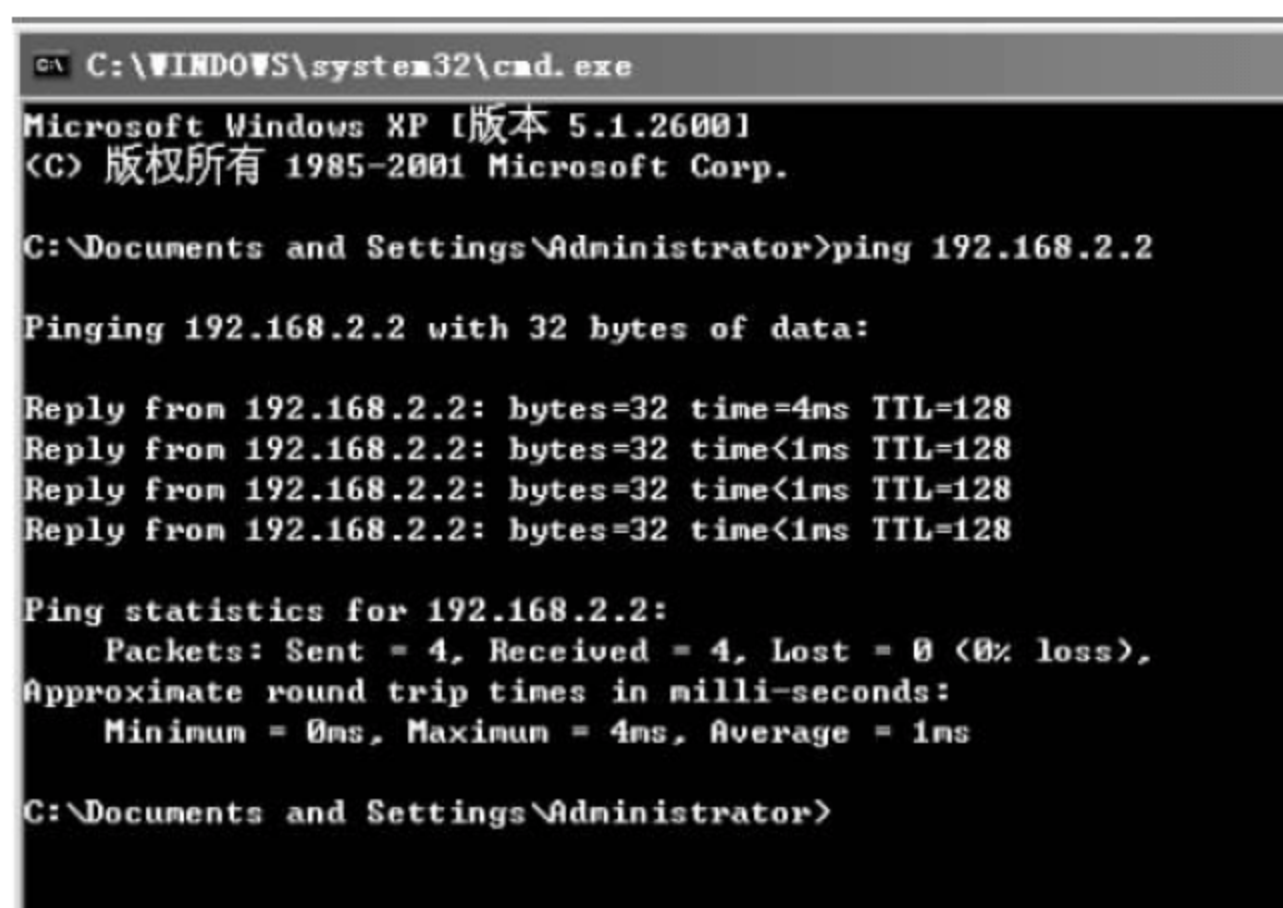 C:\WINDOWS\system32\cmd.exe
Microsoft Windows XP [版本 5.1.2600]
(C) 版权所有 1985-2001 Microsoft Corp.
C:\Documents and Settings\Administrator>ping 192.168.2.2
Pinging 192.168.2.2 with 32 bytes of data:
Reply from 192.168.2.2: bytes=32 time=4ms TTL=128
Reply from 192.168.2.2: bytes=32 time<1ms TTL=128
Reply from 192.168.2.2: bytes=32 time<1ms TTL=128
Reply from 192.168.2.2: bytes=32 time<1ms TTL=128
Ping statistics for 192.168.2.2:
    Packets: Sent = 4, Received = 4, Lost = 0 (0% loss),
Approximate round trip times in milli-seconds:
    Minimum = 0ms, Maximum = 4ms, Average = 1ms
C:\Documents and Settings\Administrator>